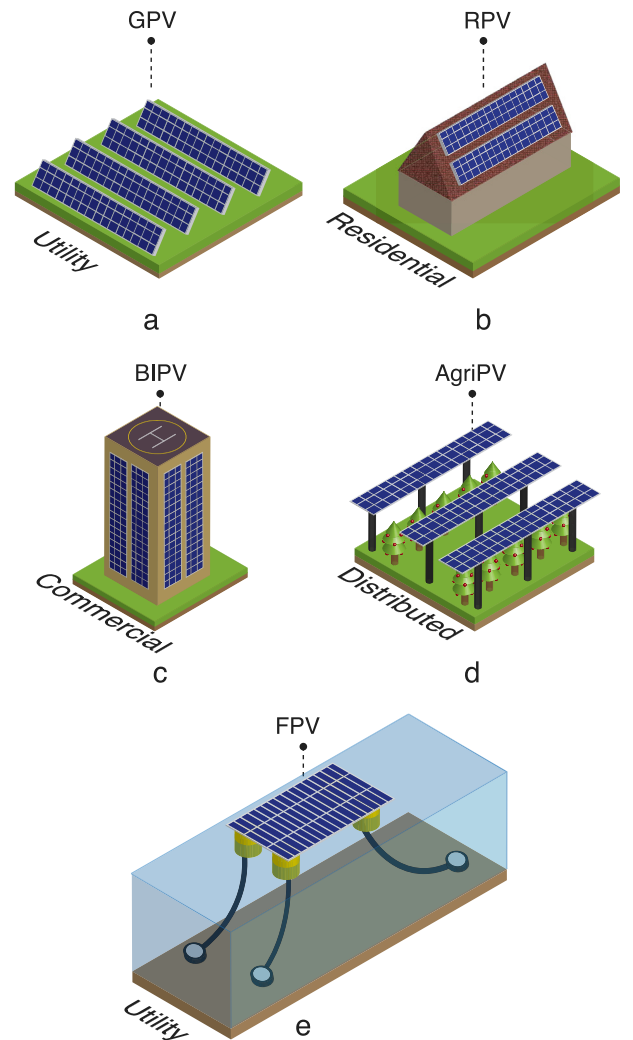 GPV
RPV
Utility
Residential
a
b
BIPV
AgriPV
H
Commercial
Distributed
c
d
FPV
Utility
e